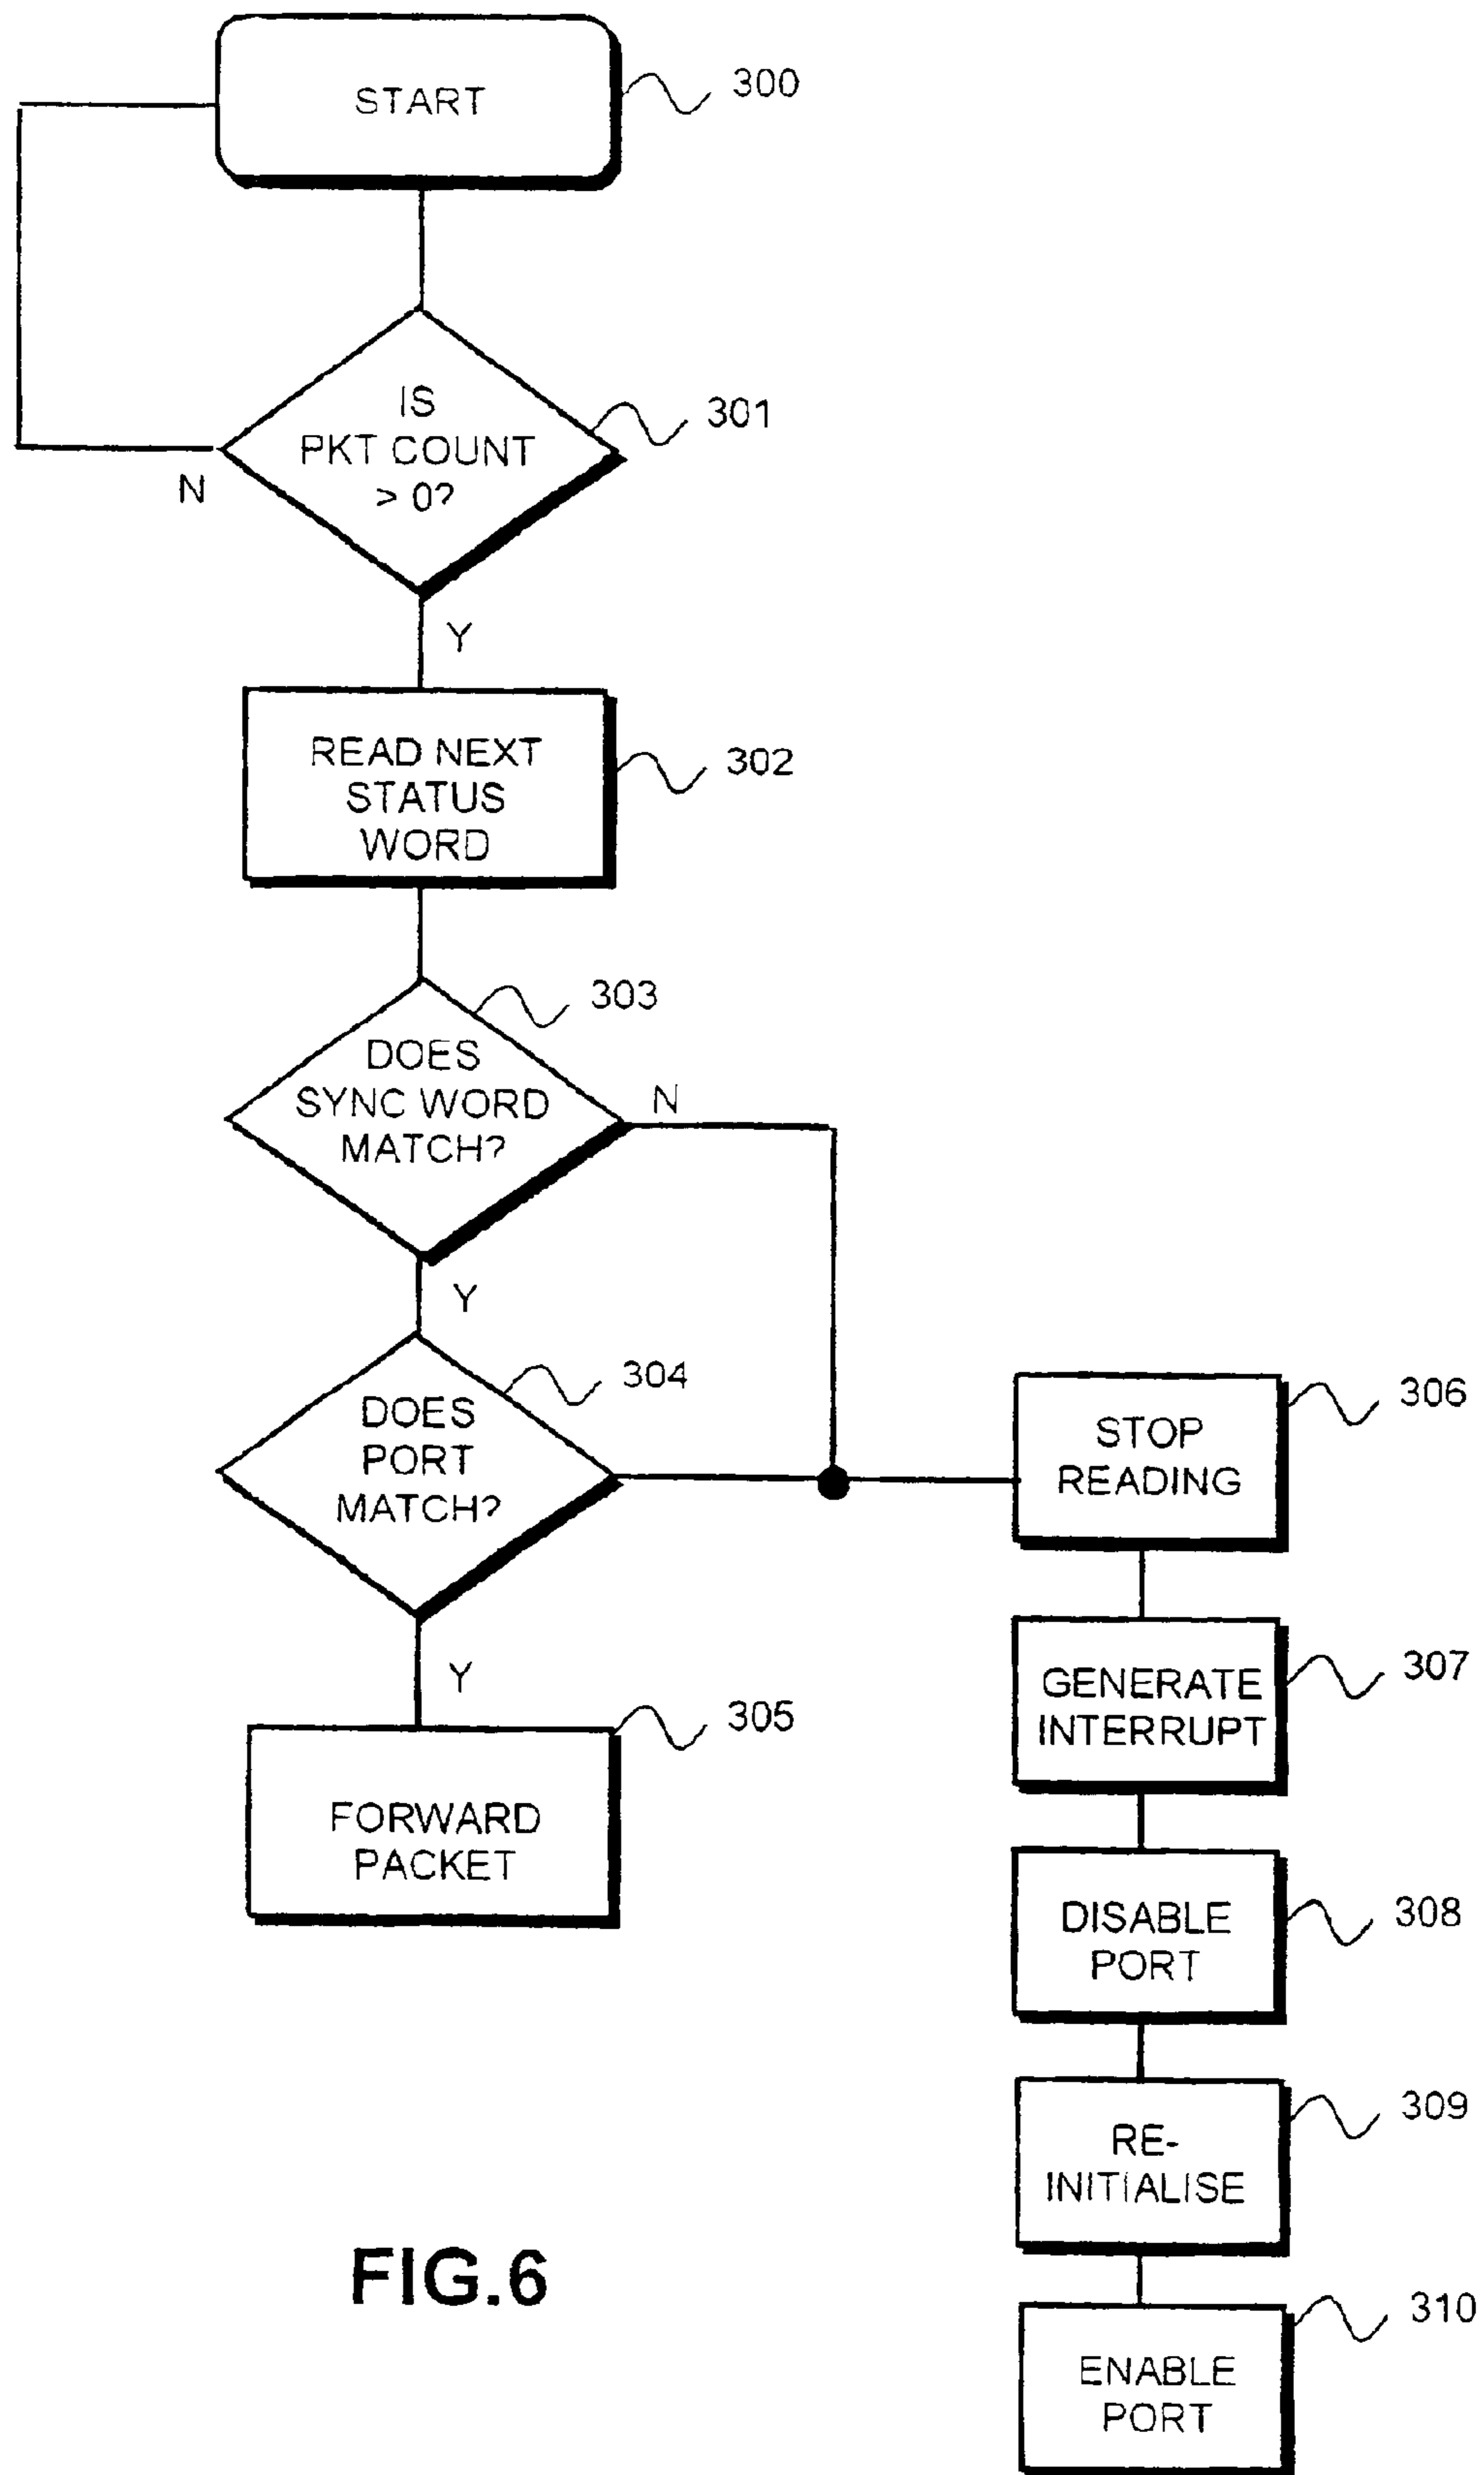 START
300
IS
PKT COUNT
> 0?
301
N
Y
READ NEXT
STATUS
WORD
302
303
DOES
SYNC WORD
MATCH?
N
Y
304
DOES
PORT
MATCH?
Y
305
FORWARD
PACKET
306
STOP
READING
307
GENERATE
INTERRUPT
308
DISABLE
PORT
309
RE-
INITIALISE
310
ENABLE
PORT
FIG.6